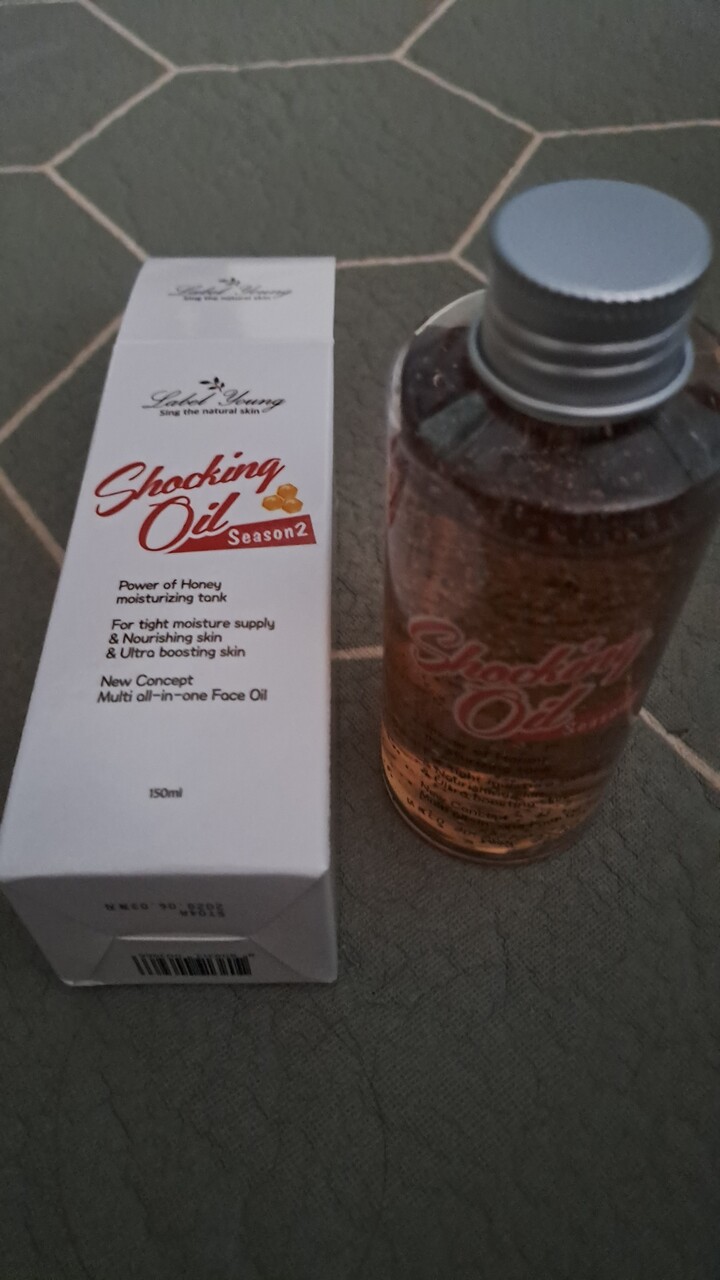 Label Young
Sing the natural skin
Label Young
Sing the natural skin
Shocking
Oil
Season2
Power of Honey
moisturizing tank
For tight moisture supply
& Nourishing skin
& Ultra boosting skin
New Concept
Multi all-in-one Face Oil
150ml
Shocking
Oil